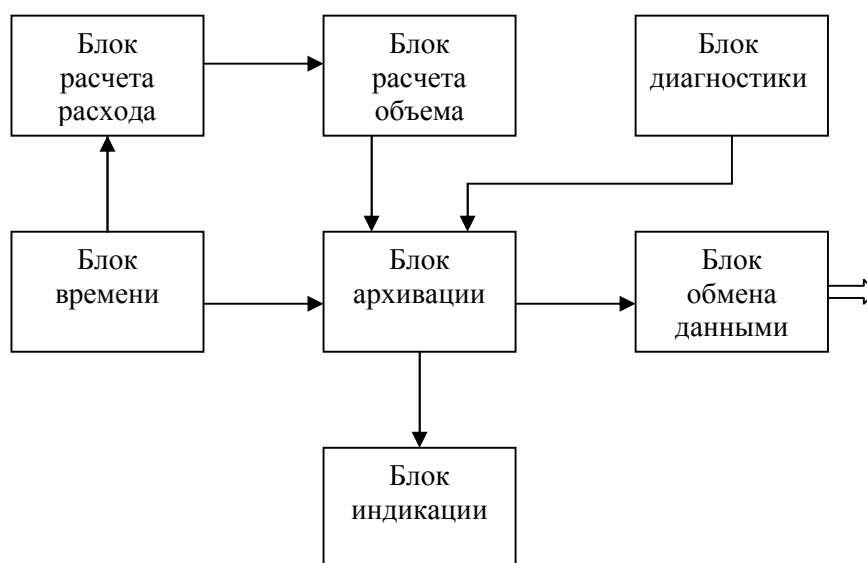 Блок
расчета
расхода
Блок
расчета
объема
Блок
диагностики
Блок
времени
Блок
архивации
Блок
обмена
данными
Блок
индикации